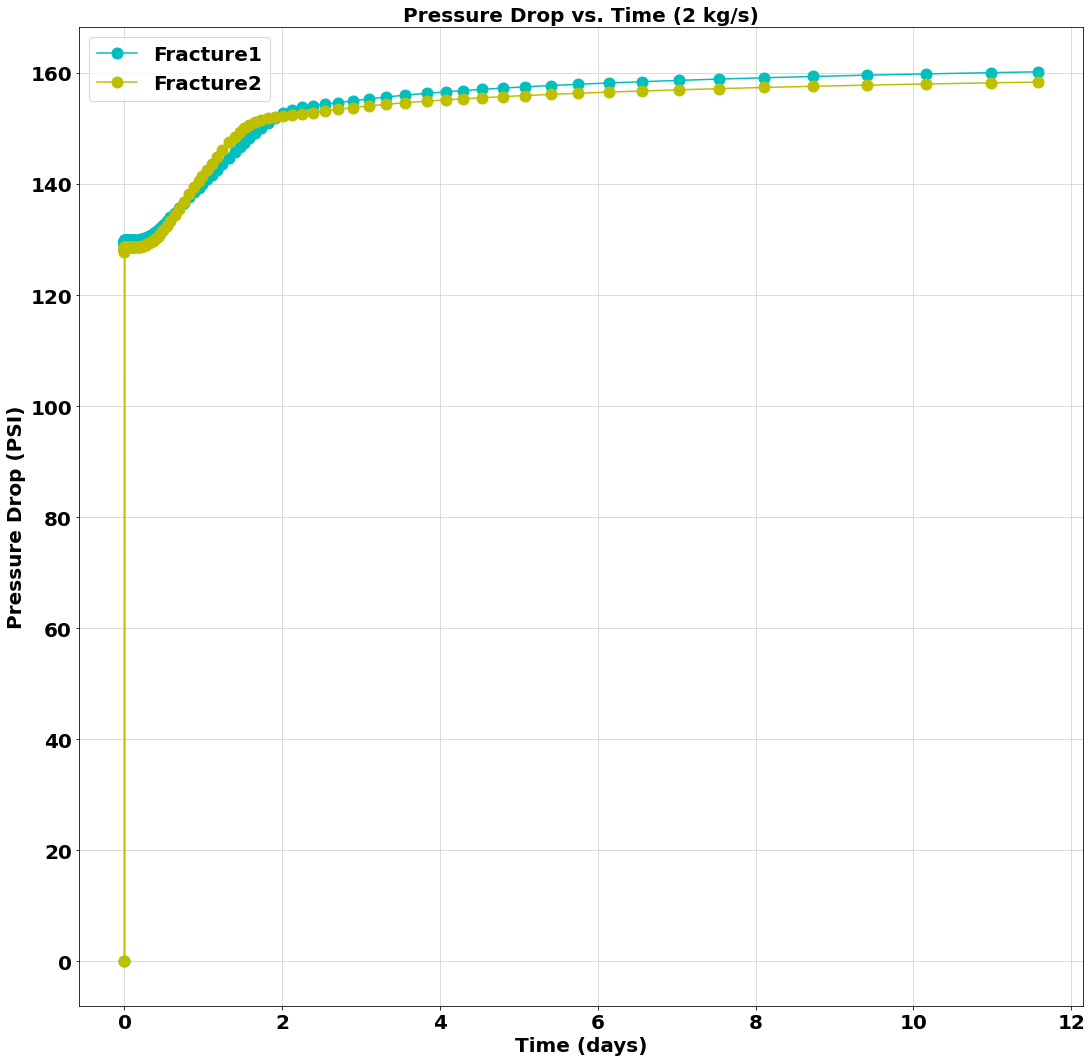 Pressure Drop vs. Time (2 kg/s)
Fracture1
Fracture2
Pressure Drop (PSI)
160
140
120
100
80
60
40
20
0
0 2 4 6 8 10 12
Time (days)